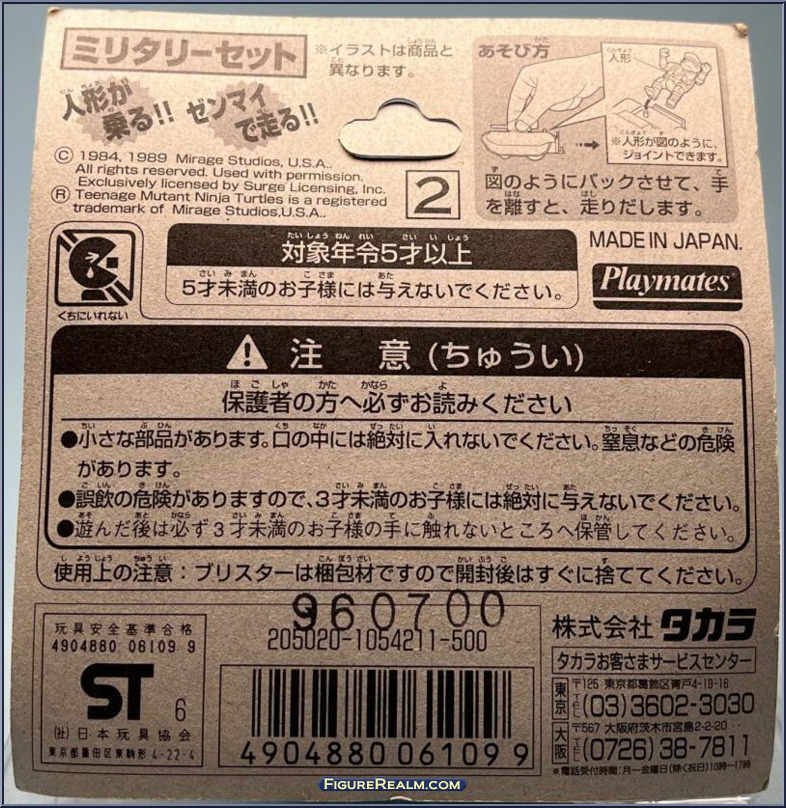 ミリタリーセット
※イラストは商品と
異なります。
人形が
乗る!!
ゼンマイ
で走る!!
© 1984, 1989 Mirage Studios, U.S.A..
All rights reserved. Used with permission.
Exclusively licensed by Surge Licensing, Inc.
® Teenage Mutant Ninja Turtles is a registered
trademark of Mirage Studios,U.S.A..
2
あそび方
人形
※人形が図のように、
ジョイントできます。
図のようにバックさせて、手
を離すと、走りだします。
くちにいれない
対象年令5才以上
5才未満のお子様には与えないでください。
MADE IN JAPAN.
Playmates
注 意 (ちゅうい)
保護者の方へ必ずお読みください
●小さな部品があります。口の中には絶対に入れないでください。窒息などの危険
があります。
●誤飲の危険がありますので、3才未満のお子様には絶対に与えないでください。
●遊んだ後は必ず3才未満のお子様の手に触れないところへ保管してください。
使用上の注意：ブリスターは梱包材ですので開封後はすぐに捨ててください。
玩具安全基準合格
4904880 06109 9
ST 6
(社)日本玩具協会
東京都墨田区東駒形 4-22-4
960700
205020-1054211-500
4904880061099
株式会社 タカラ
タカラお客さまサービスセンター
東京 〒125 東京都葛飾区青戸4-19-16
TEL (03)3602-3030
大阪 〒567 大阪府茨木市宮島2-2-20
TEL (0726)38-7811
※電話受付時間：月〜金曜日(除く祝日)10時〜17時
FIGUREREALM.COM